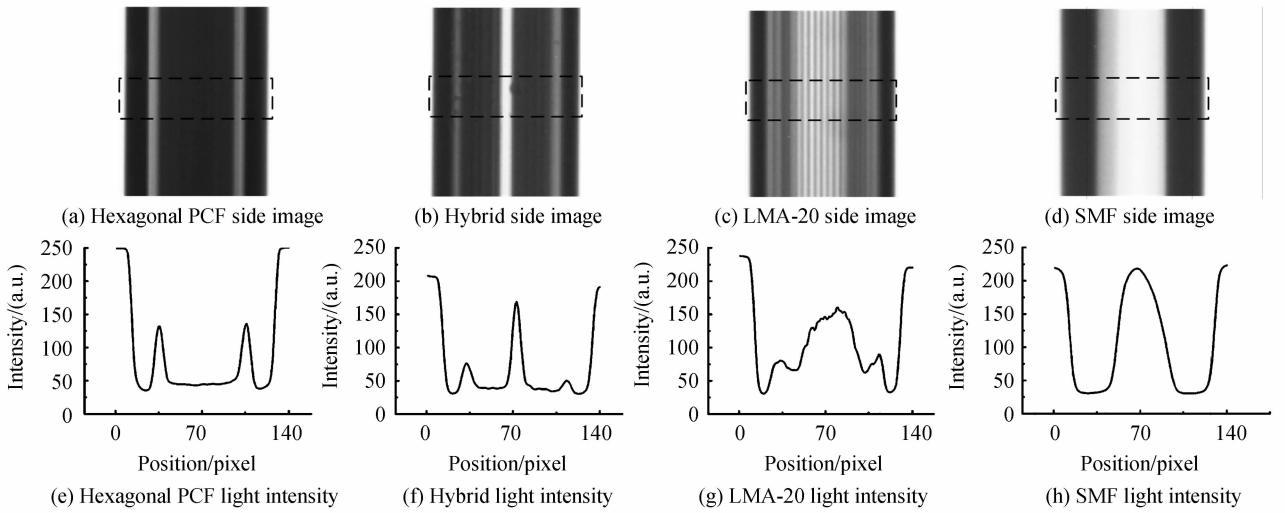 (a) Hexagonal PCF side image
(b) Hybrid side image
(c) LMA-20 side image
(d) SMF side image
Intensity/(a.u.)
250
200
150
100
50
0
0
70
140
Position/pixel
(e) Hexagonal PCF light intensity
Intensity/(a.u.)
250
200
150
100
50
0
0
70
140
Position/pixel
(f) Hybrid light intensity
Intensity/(a.u.)
250
200
150
100
50
0
0
70
140
Position/pixel
(g) LMA-20 light intensity
Intensity/(a.u.)
250
200
150
100
50
0
0
70
140
Position/pixel
(h) SMF light intensity